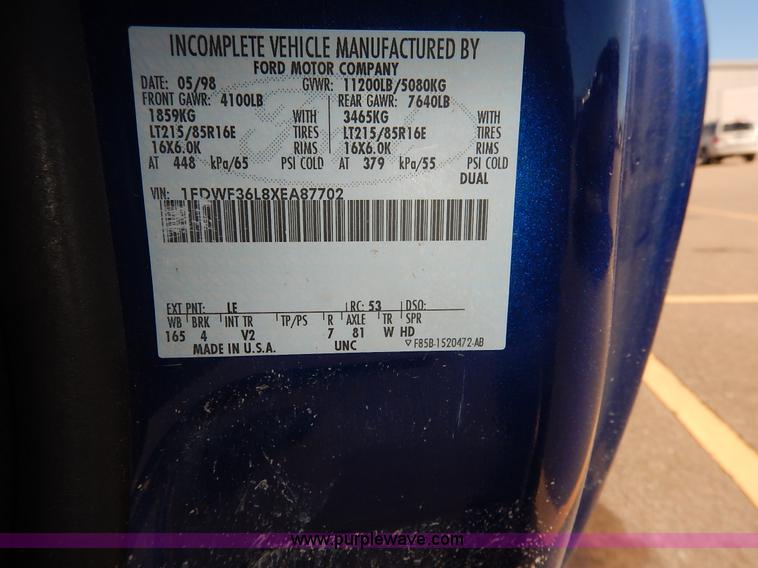 INCOMPLETE VEHICLE MANUFACTURED BY
FORD MOTOR COMPANY
DATE: 05/98 GVWR: 11200LB/5080KG
FRONT GAWR: 4100LB REAR GAWR: 7640LB
1859KG WITH 3465KG WITH
LT215/85R16E TIRES LT215/85R16E TIRES
16X6.0K RIMS 16X6.0K RIMS
AT 448 kPa/65 PSI COLD AT 379 kPa/55 PSI COLD
DUAL
VIN: 1FDWF36L8XEA87702
EXT PNT: LE RC: 53 DSO:
WB BRK INT TR TP/PS R AXLE TR SPR
165 4 V2 7 81 W HD
MADE IN U.S.A. UNC ▽ F85B-1520472-AB
www.purplewave.com